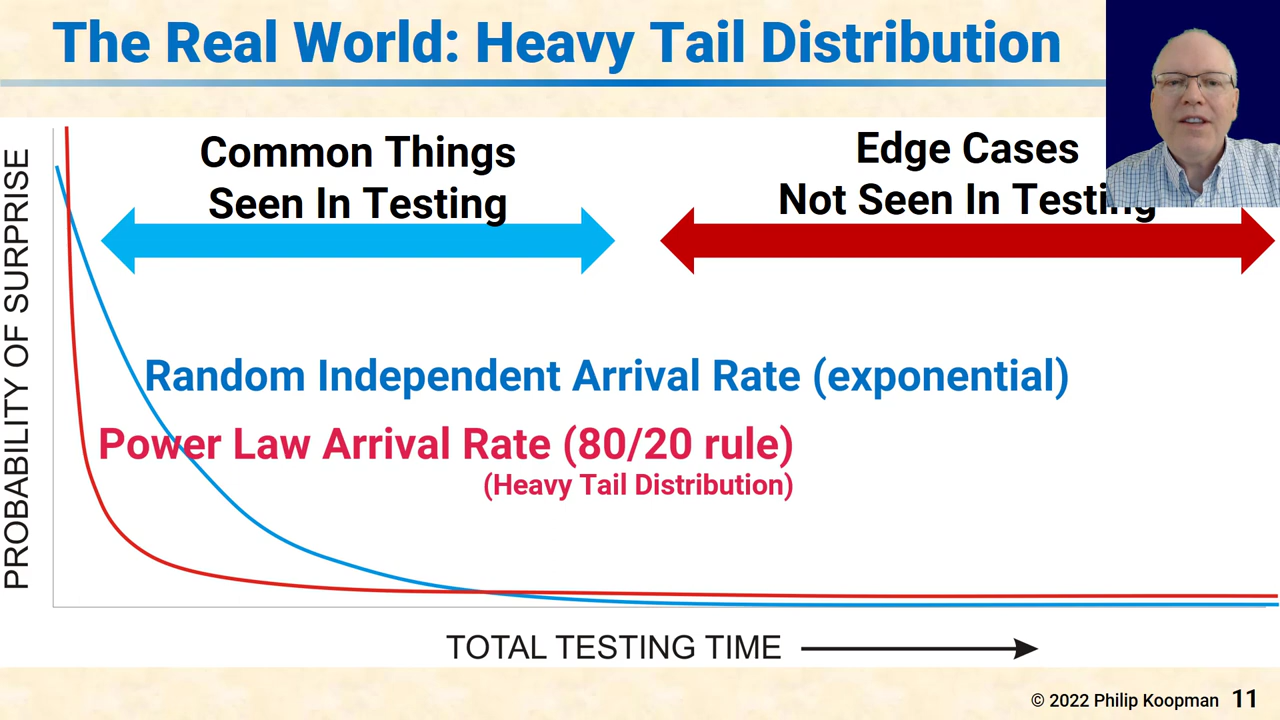 The Real World: Heavy Tail Distribution
Common Things
Seen In Testing
Edge Cases
Not Seen In Testing
PROBABILITY OF SURPRISE
Random Independent Arrival Rate (exponential)
Power Law Arrival Rate (80/20 rule)
(Heavy Tail Distribution)
TOTAL TESTING TIME
© 2022 Philip Koopman 11